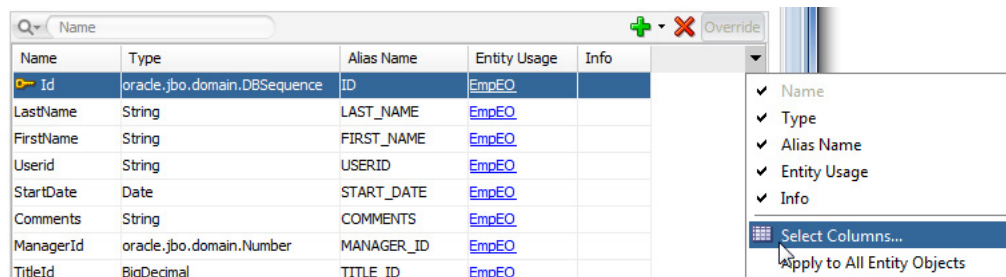 Name
Override
Name Type Alias Name Entity Usage Info
Id oracle.jbo.domain.DBSequence ID EmpEO
LastName String LAST_NAME EmpEO
FirstName String FIRST_NAME EmpEO
Userid String USERID EmpEO
StartDate Date START_DATE EmpEO
Comments String COMMENTS EmpEO
ManagerId oracle.jbo.domain.Number MANAGER_ID EmpEO
TitleId BigDecimal TITLE_ID EmpEO
Name
Type
Alias Name
Entity Usage
Info
Select Columns...
Apply to All Entity Objects